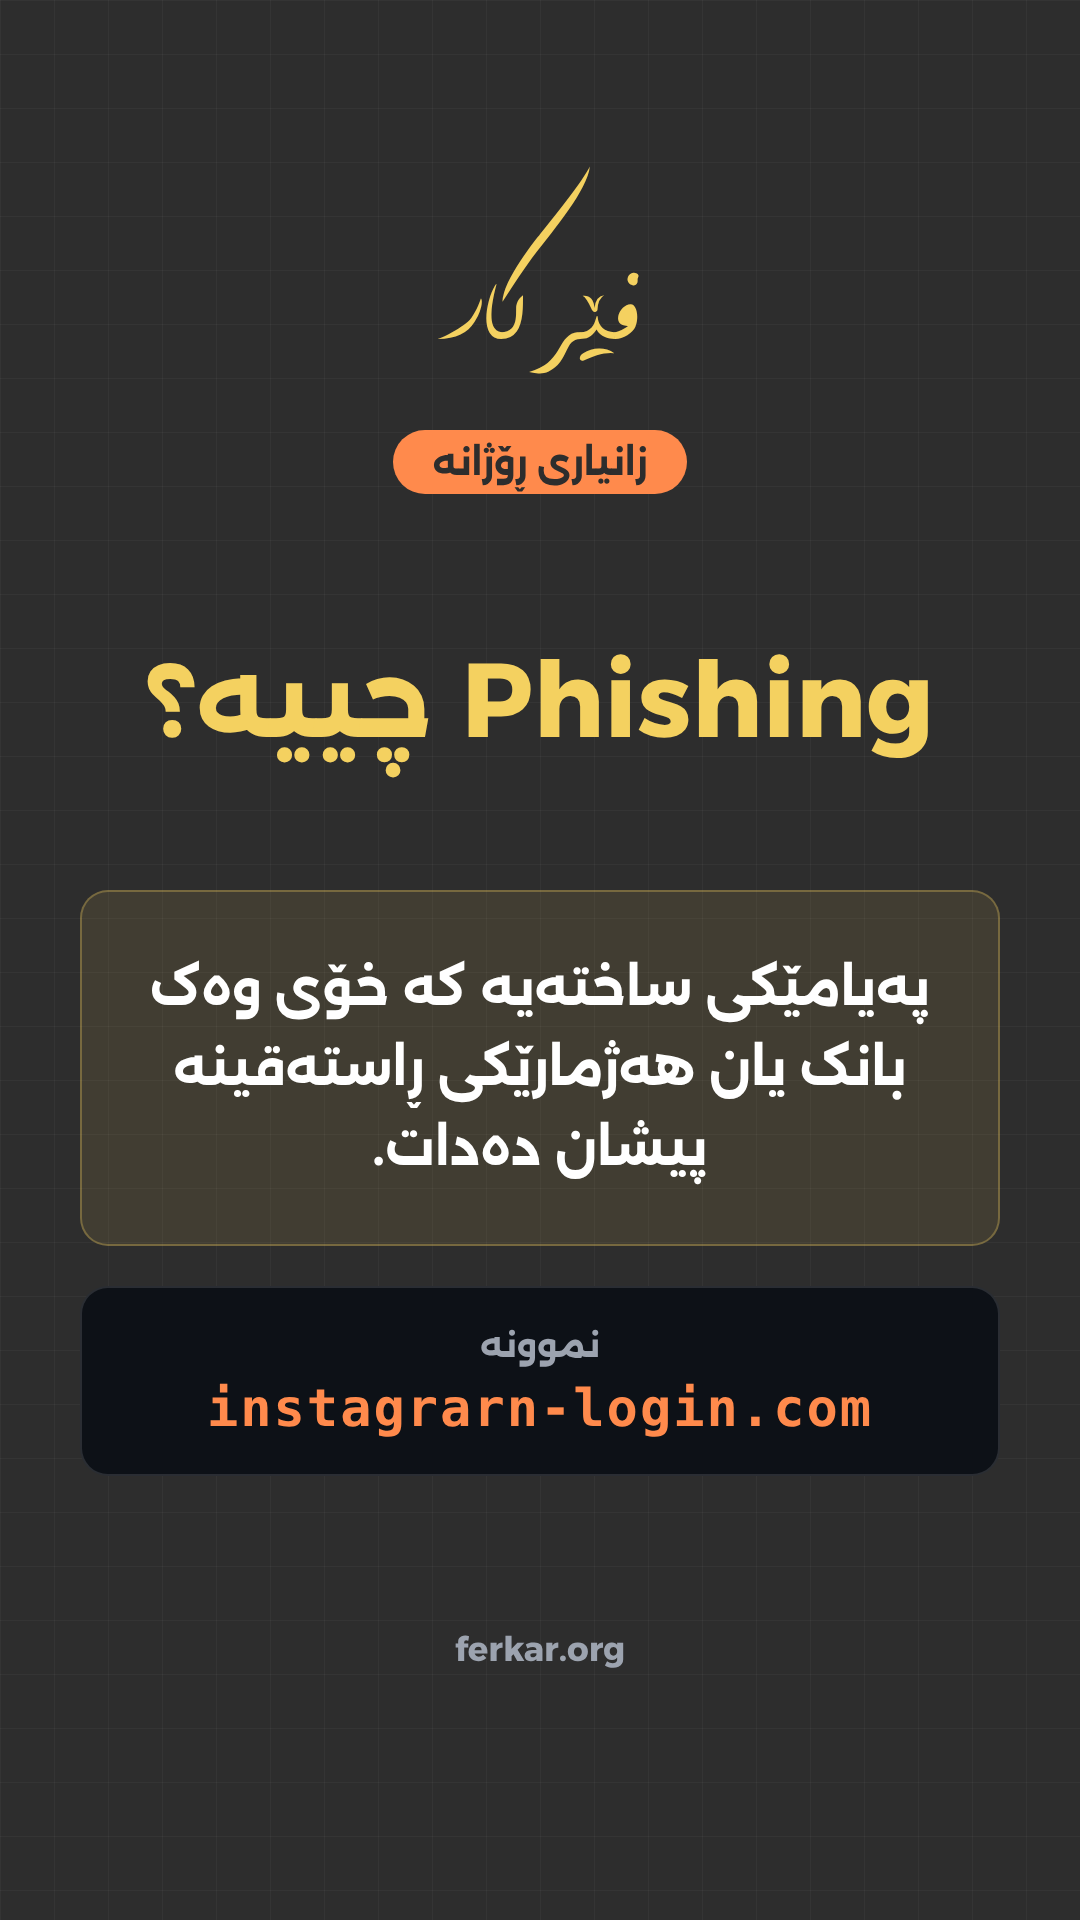 فێرکار
زانیاری ڕۆژانە
Phishing چییە؟
پەیامێکی ساختەیە کە خۆی وەک
بانک یان هەژمارێکی ڕاستەقینە
پیشان دەدات.
نموونە
instagrarn-login.com
ferkar.org